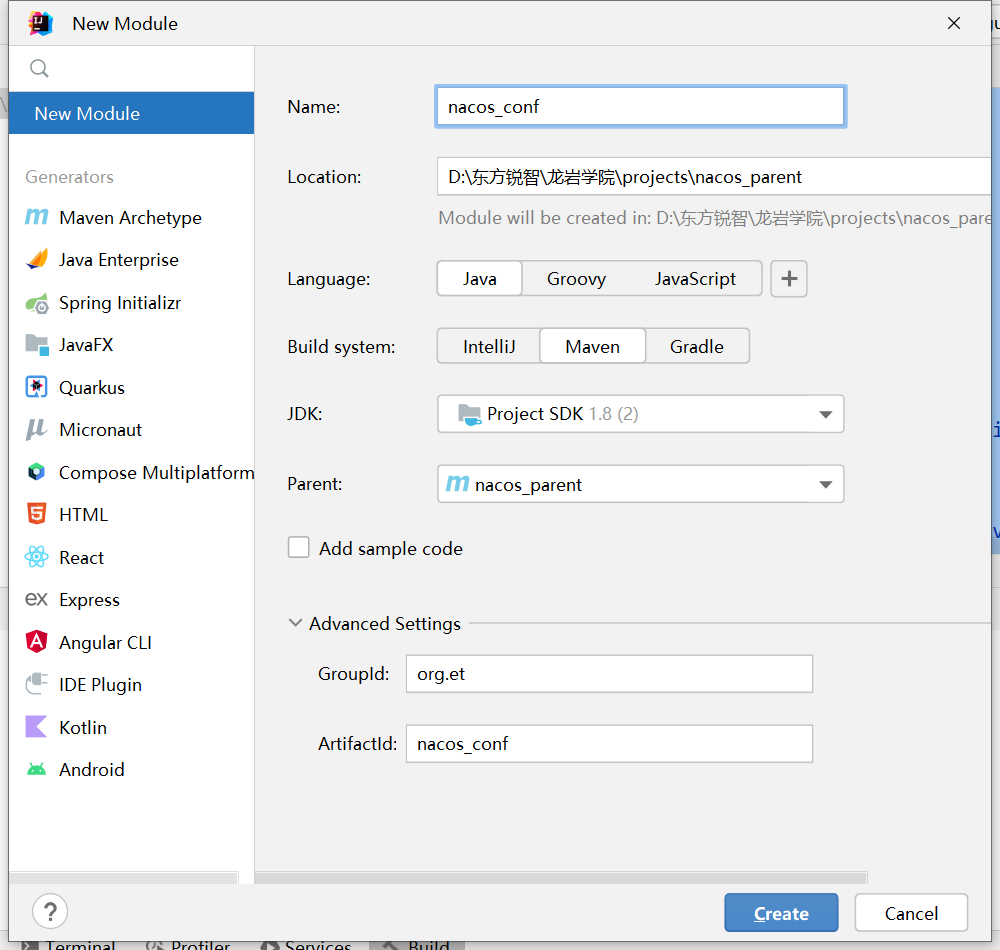 New Module
New Module
Generators
Maven Archetype
Java Enterprise
Spring Initializr
JavaFX
Quarkus
Micronaut
Compose Multiplatform
HTML
React
Express
Angular CLI
IDE Plugin
Kotlin
Android
Name: nacos_conf
Location: D:\东方锐智\龙岩学院\projects\nacos_parent
Module will be created in: D:\东方锐智\龙岩学院\projects\nacos_pare
Language: Java Groovy JavaScript +
Build system: IntelliJ Maven Gradle
JDK: Project SDK 1.8 (2)
Parent: nacos_parent
Add sample code
Advanced Settings
GroupId: org.et
ArtifactId: nacos_conf
? Create Cancel
Terminal Profiler Services Build